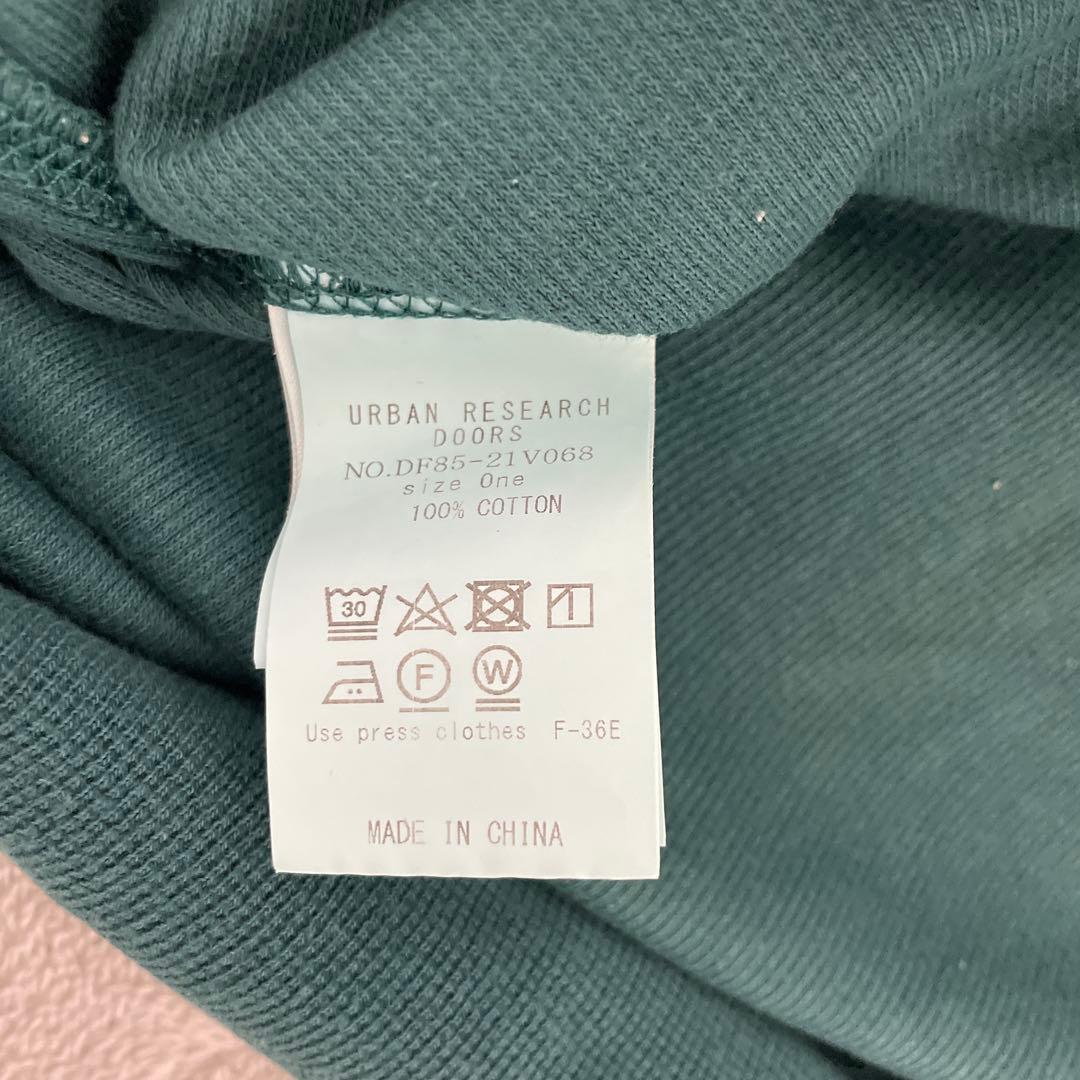 URBAN RESEARCH
DOORS
NO.DF85-21V068
size One
100% COTTON
30
F W
Use press clothes F-36E
MADE IN CHINA